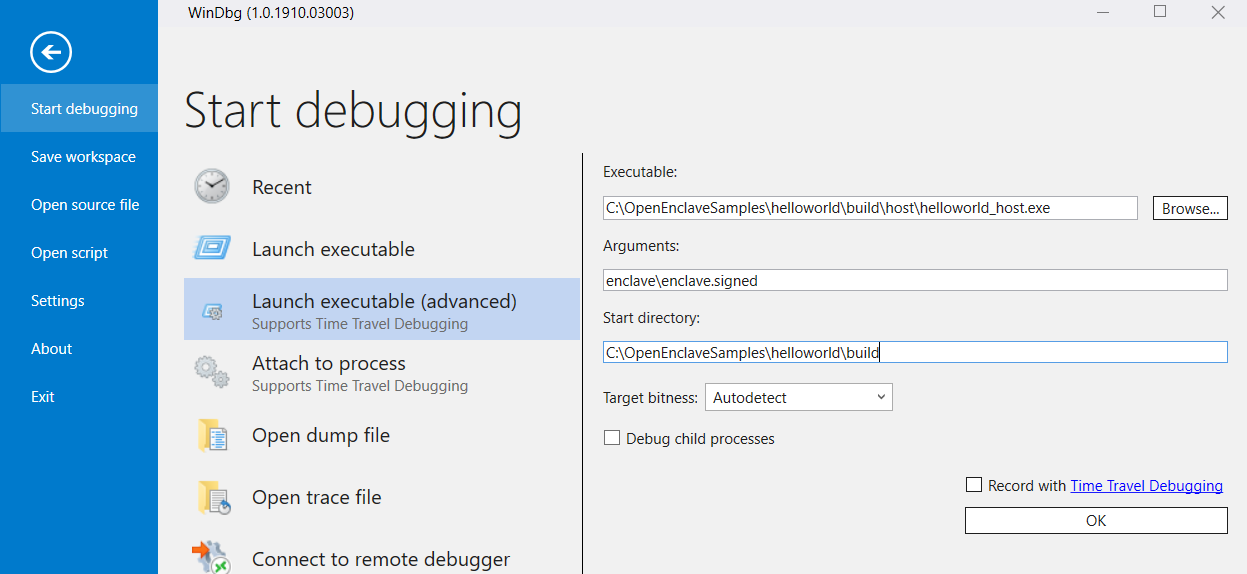 WinDbg (1.0.1910.03003)
Start debugging
Save workspace
Open source file
Open script
Settings
About
Exit
Start debugging
Recent
Launch executable
Launch executable (advanced)
Supports Time Travel Debugging
Attach to process
Supports Time Travel Debugging
Open dump file
Open trace file
Connect to remote debugger
Executable:
C:\OpenEnclaveSamples\helloworld\build\host\helloworld_host.exe
Browse...
Arguments:
enclave\enclave.signed
Start directory:
C:\OpenEnclaveSamples\helloworld\build
Target bitness: Autodetect
Debug child processes
Record with Time Travel Debugging
OK